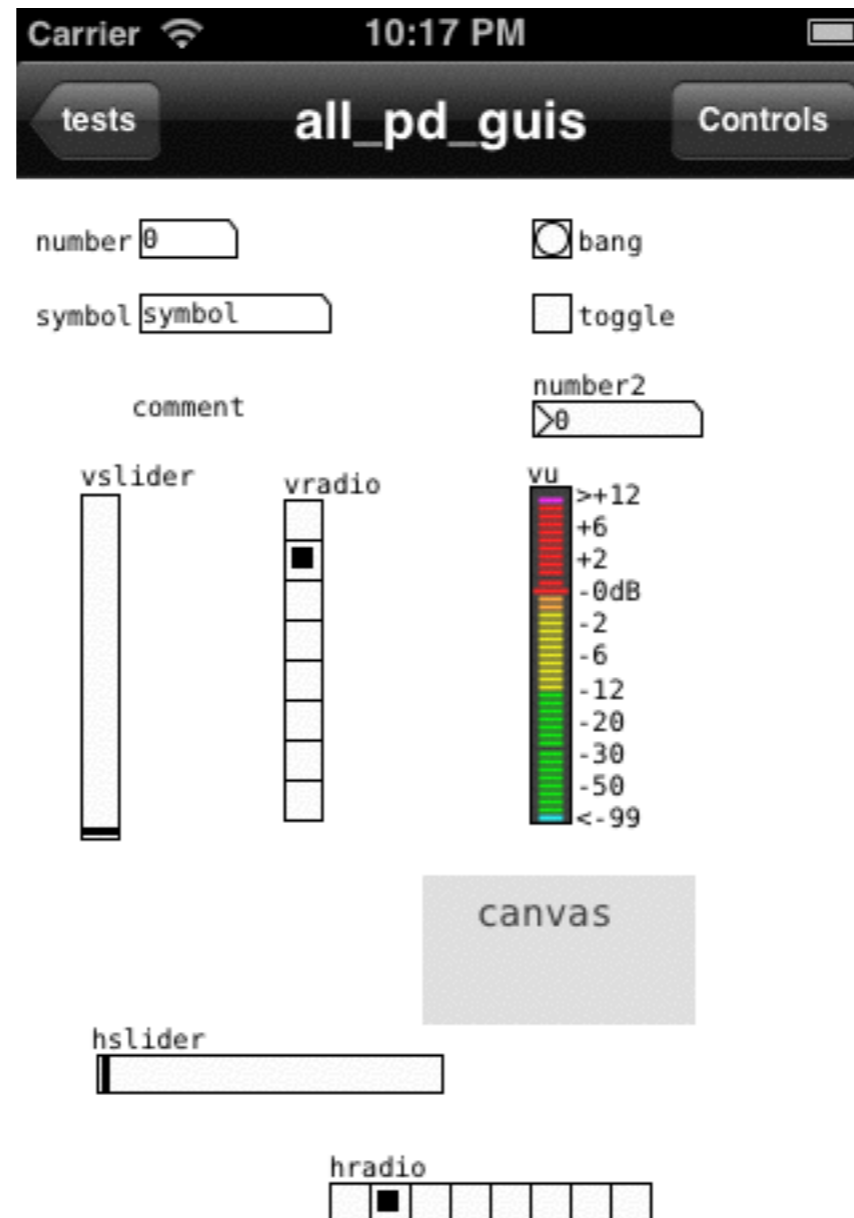 Carrier 10:17 PM
tests all_pd_guis Controls
number 0 bang
symbol symbol toggle
comment number2
>0
vslider vradio vu
>+12
+6
+2
-0dB
-2
-6
-12
-20
-30
-50
<-99
canvas
hslider
hradio